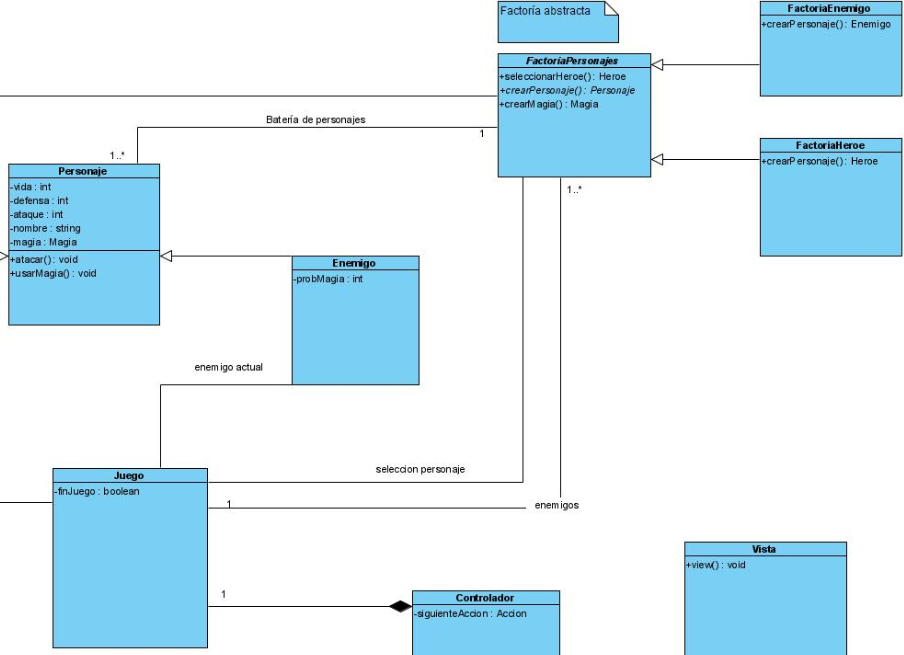 Factoría abstracta
FactoriaEnemigo
+crearPersonaje() : Enemigo
FactoriaPersonajes
+seleccionarHeroe() : Heroe
+crearPersonaje() : Personaje
+crearMagia() : Magia
Batería de personajes
1
1..*
FactoriaHeroe
+crearPersonaje() : Heroe
Personaje
-vida : int
-defensa : int
-ataque : int
-nombre : string
-magia : Magia
+atacar() : void
+usarMagia() : void
1..*
Enemigo
-probMagia : int
enemigo actual
seleccion personaje
Juego
-finJuego : boolean
1
enemigos
Vista
+view() : void
1
Controlador
-siguienteAccion : Accion